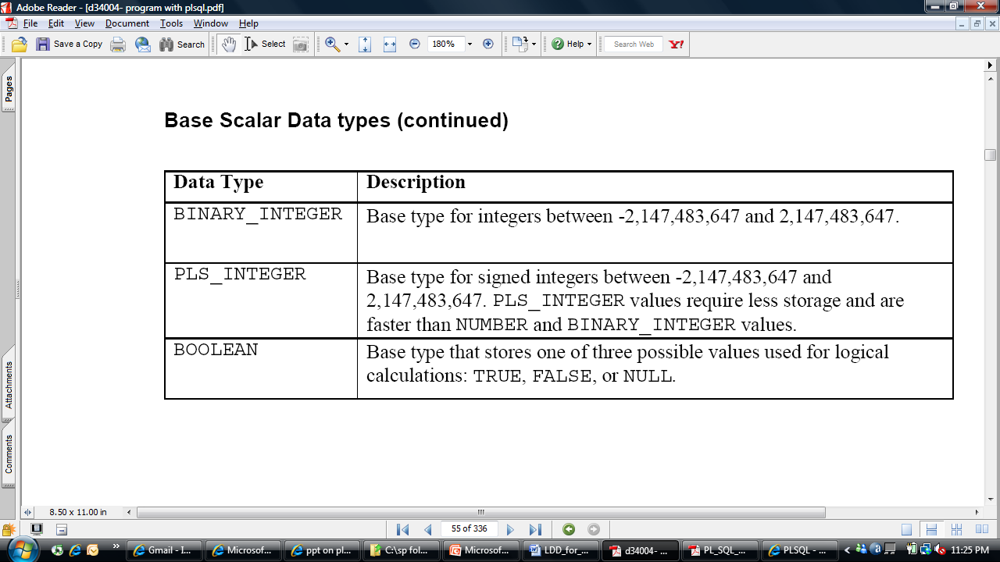 Adobe Reader - [d34004- program with plsql.pdf]
File Edit View Document Tools Window Help
Save a Copy Search Select 180% Help Search Web Y!
Pages
Base Scalar Data types (continued)
Data Type Description
BINARY_INTEGER Base type for integers between -2,147,483,647 and 2,147,483,647.
PLS_INTEGER Base type for signed integers between -2,147,483,647 and
2,147,483,647. PLS_INTEGER values require less storage and are
faster than NUMBER and BINARY_INTEGER values.
BOOLEAN Base type that stores one of three possible values used for logical
calculations: TRUE, FALSE, or NULL.
Attachments
Comments
8.50 x 11.00 in
55 of 336
Gmail - I... Microsof... ppt on pl... C:\sp fol... Microsof... LDD_for_... d34004- ... PL_SQL_... PLSQL - ... 11:25 PM